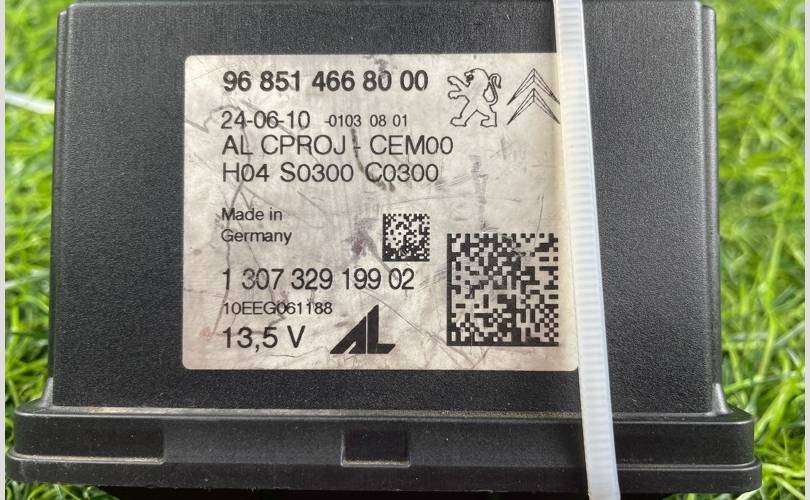 96 851 466 80 00
24-06-10 -0103 08 01
AL CPROJ - CEM00
H04 S0300 C0300
Made in
Germany
1 307 329 199 02
10EEG061188
13,5 V AL